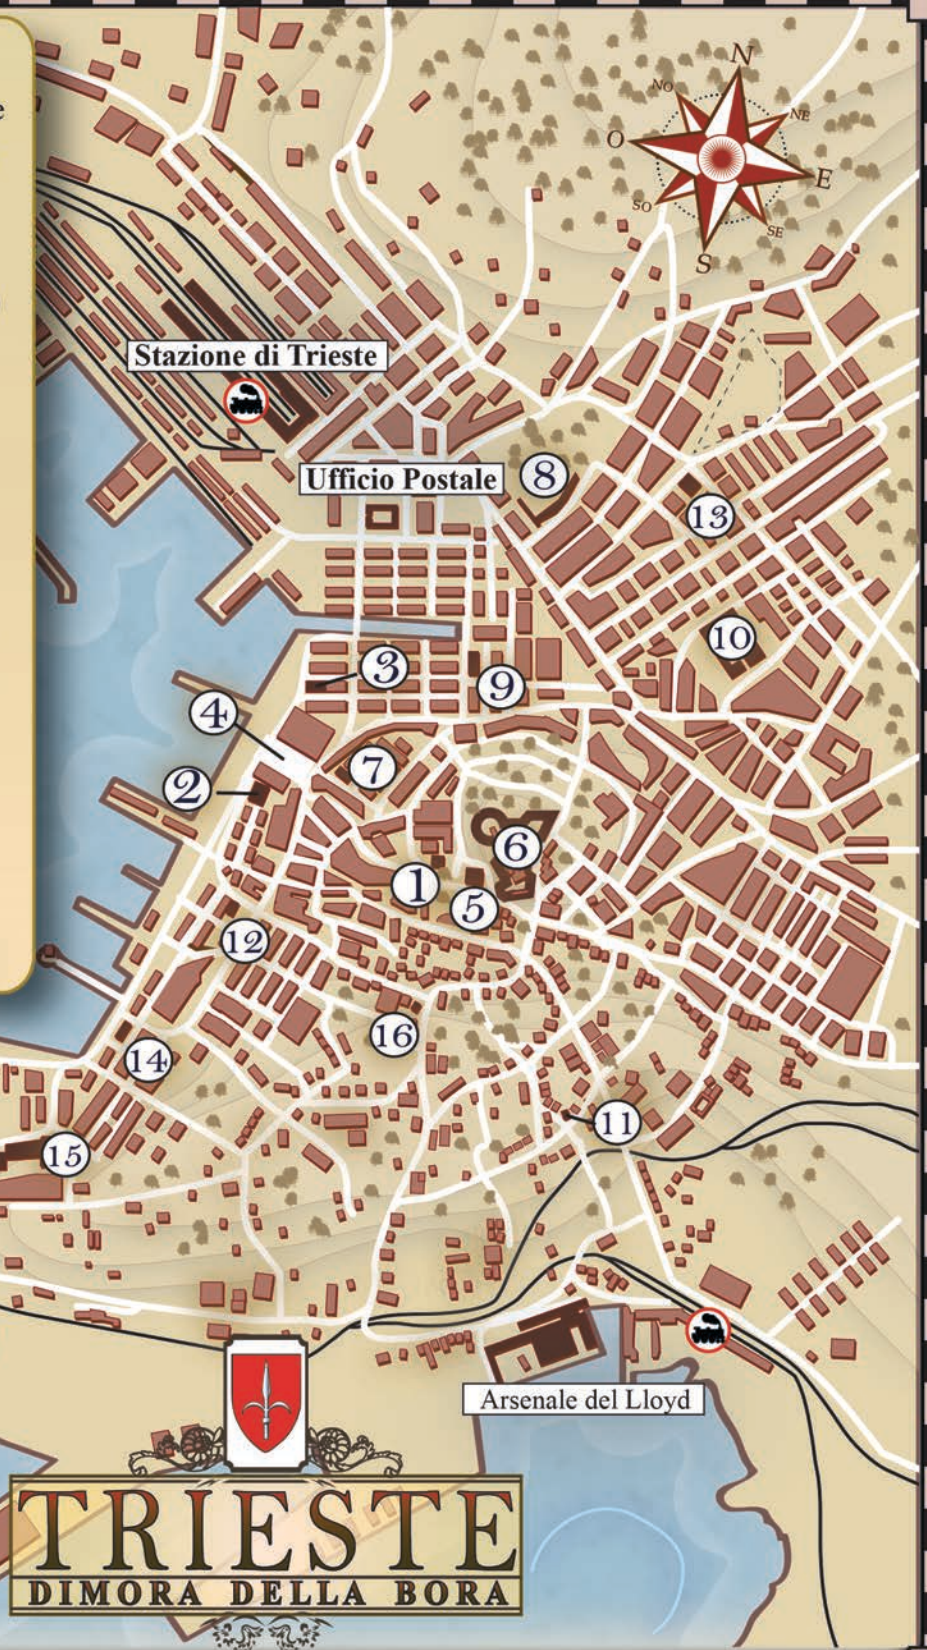 e
N
NO
NE
O
E
SO
SE
S
Stazione di Trieste
Ufficio Postale
8
13
10
3
9
4
7
2
6
1
5
12
16
14
11
15
Arsenale del Lloyd
TRIESTE
DIMORA DELLA BORA